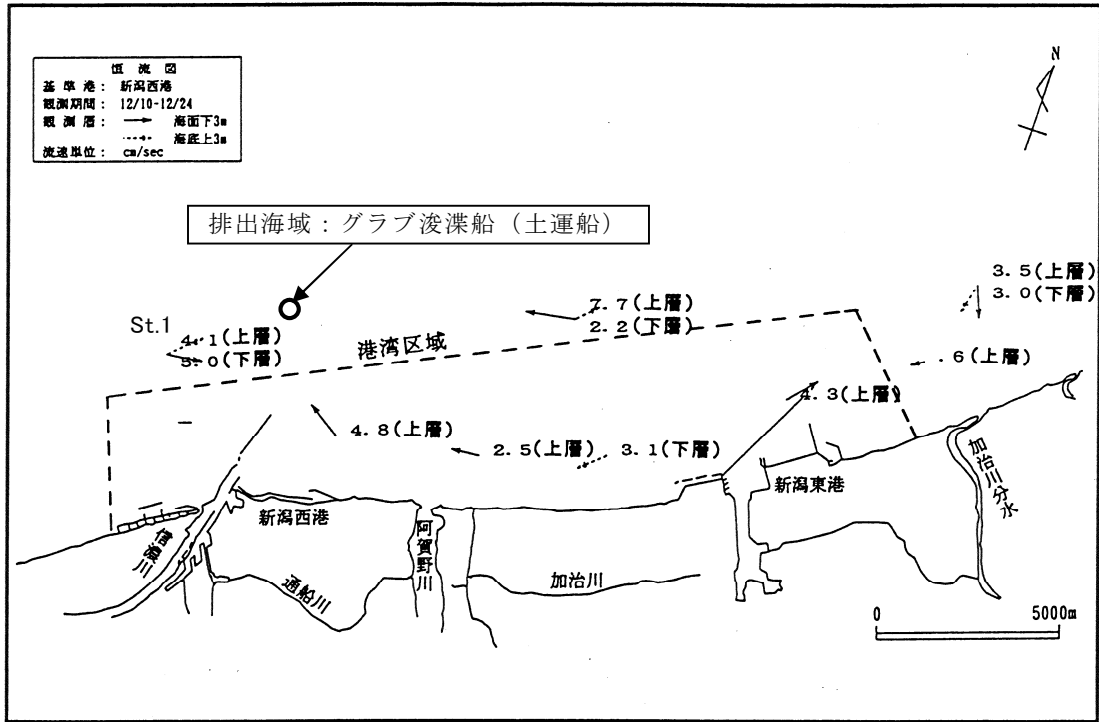 恒流図
基準港： 新潟西港
観測期間： 12/10-12/24
観測層： 海面下3m
海底上3m
流速単位： cm/sec
N
排出海域：グラブ浚渫船（土運船）
3.5(上層)
3.0(下層)
7.7(上層)
2.2(下層)
St.1
4.1(上層)
5.0(下層)
港湾区域
.6(上層)
4.3(上層)
4.8(上層)
2.5(上層)
3.1(下層)
加治川分水
新潟東港
新潟西港
信濃川
阿賀野川
通船川
加治川
0 5000m